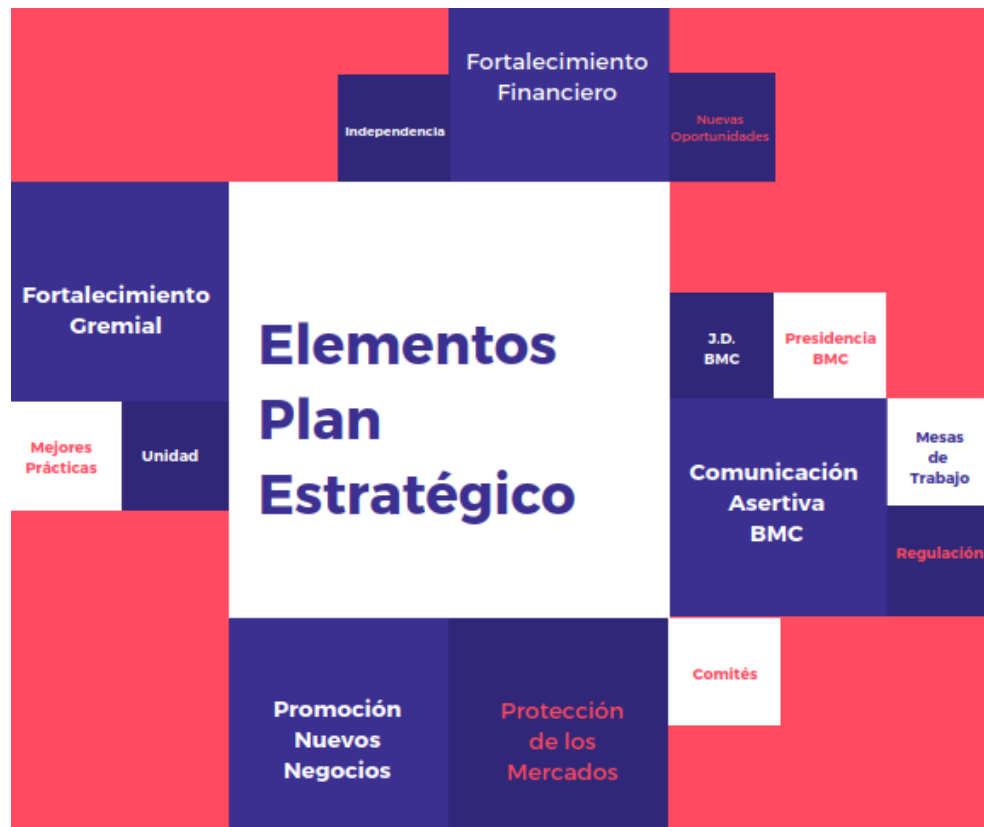 Fortalecimiento
Financiero
Independencia
Nuevas
Oportunidades
Fortalecimiento
Gremial
Mejores
Prácticas
Unidad
Elementos
Plan
Estratégico
J.D.
BMC
Presidencia
BMC
Comunicación
Asertiva
BMC
Mesas
de
Trabajo
Regulación
Comités
Promoción
Nuevos
Negocios
Protección
de los
Mercados